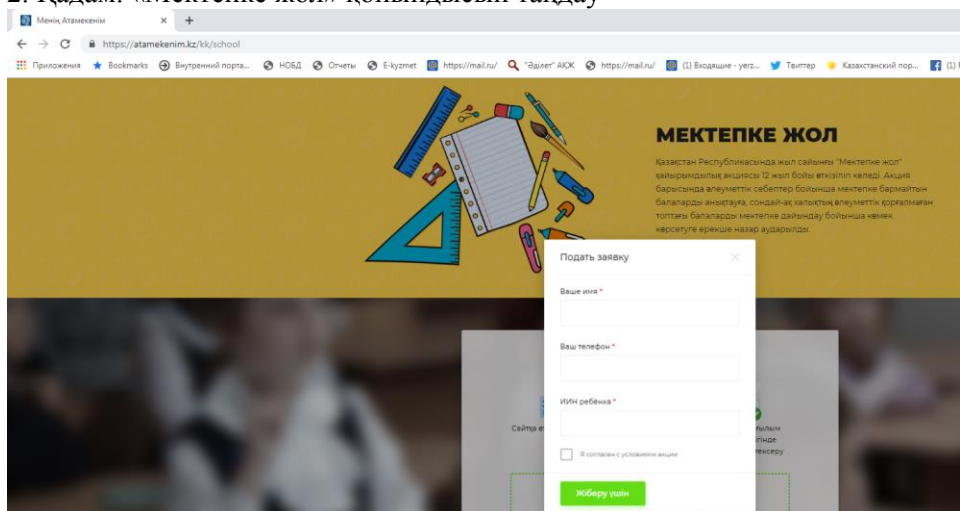 2. Қадам: «Мектепке жол» қойындысын таңдау
Менің Атамекенім
https://atamekenim.kz/kk/school
Приложения Bookmarks Внутренний порта... НОБД Отчеты E-kyzmet https://mail.ru/ "Әділет" АҚЖ https://mail.ru/ (1) Входящие - yerz... Твиттер Казахстанский пор... (1)
МЕКТЕПКЕ ЖОЛ
Қазақстан Республикасында жыл сайынғы "Мектепке жол"
қайырымдылық акциясы 12 жыл бойы өткізіліп келеді. Акция
барысында әлеуметтік себептер бойынша мектепке бармайтын
балаларды анықтауға, сондай-ақ халықтың әлеуметтік қорғалмаған
топтағы балаларды мектепке дайындау бойынша көмек
көрсетуге ерекше назар аударылды.
Подать заявку
Ваше имя *
Ваш телефон *
ИИН ребёнка *
Сайтқа
Я согласен с условиями акции
Жіберу үшін